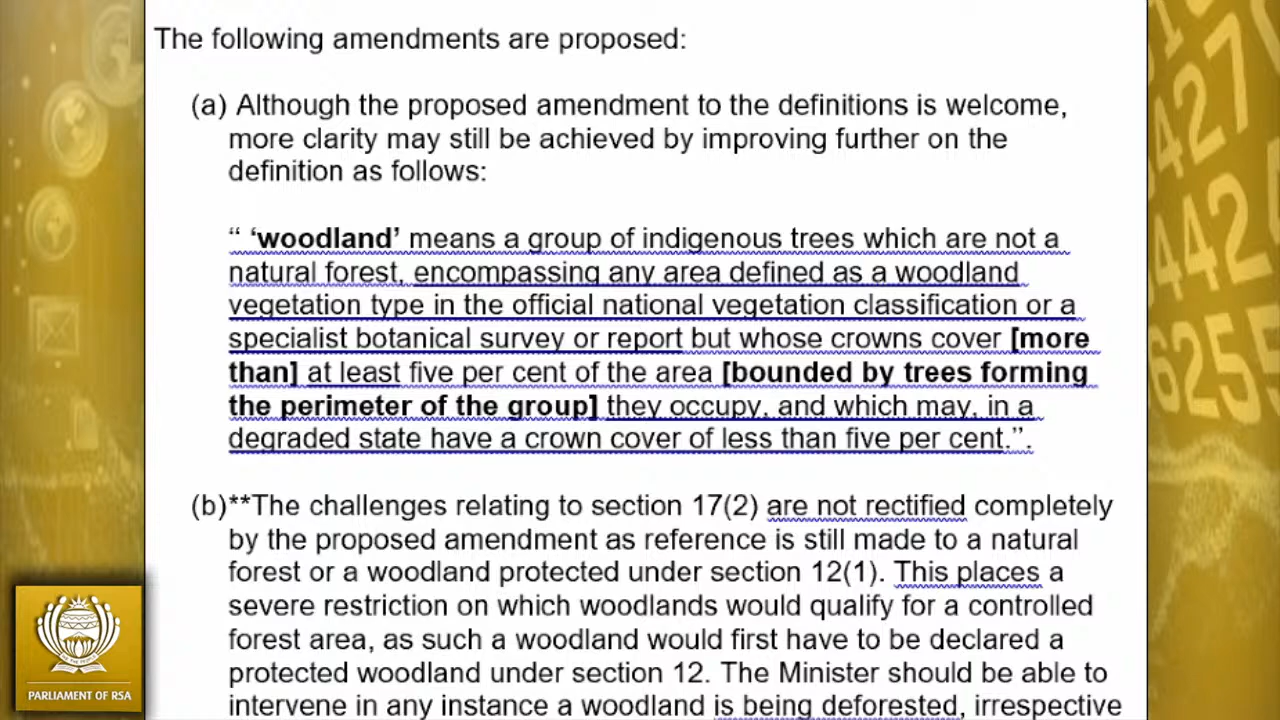 The following amendments are proposed:
(a) Although the proposed amendment to the definitions is welcome,
more clarity may still be achieved by improving further on the
definition as follows:
“ ‘woodland’ means a group of indigenous trees which are not a
natural forest, encompassing any area defined as a woodland
vegetation type in the official national vegetation classification or a
specialist botanical survey or report but whose crowns cover [more
than] at least five per cent of the area [bounded by trees forming
the perimeter of the group] they occupy, and which may, in a
degraded state have a crown cover of less than five per cent.”.
(b)**The challenges relating to section 17(2) are not rectified completely
by the proposed amendment as reference is still made to a natural
forest or a woodland protected under section 12(1). This places a
severe restriction on which woodlands would qualify for a controlled
forest area, as such a woodland would first have to be declared a
protected woodland under section 12. The Minister should be able to
intervene in any instance a woodland is being deforested, irrespective
PARLIAMENT OF RSA
427
442
6255